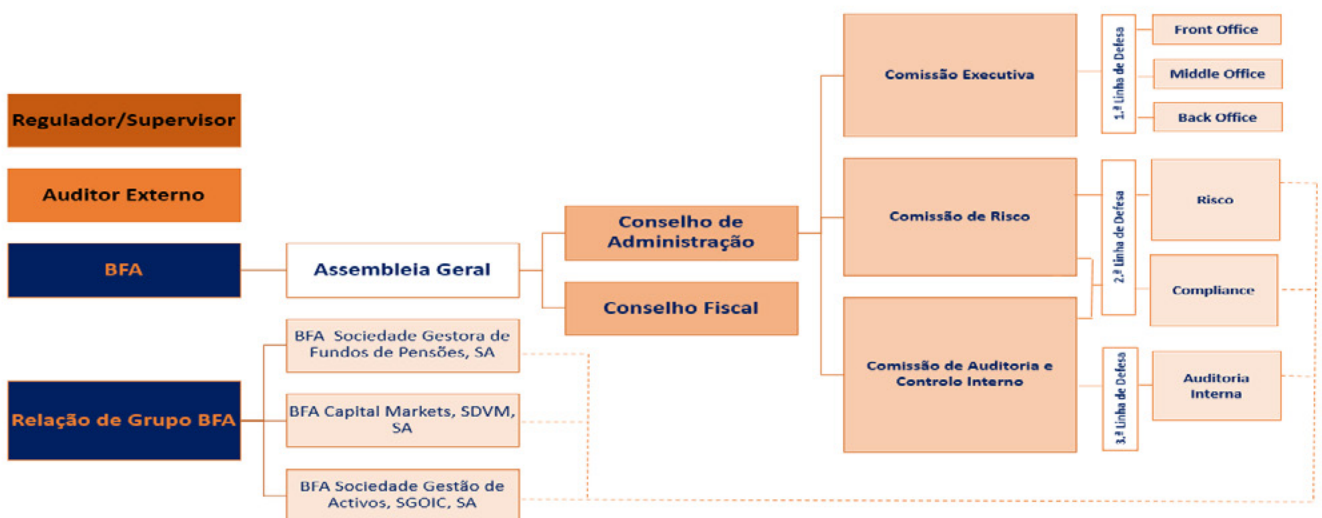 Regulador/Supervisor
Auditor Externo
BFA
Relação de Grupo BFA
Assembleia Geral
BFA Sociedade Gestora de
Fundos de Pensões, SA
BFA Capital Markets, SDVM,
SA
BFA Sociedade Gestão de
Activos, SGOIC, SA
Conselho de
Administração
Conselho Fiscal
Comissão Executiva
Comissão de Risco
Comissão de Auditoria e
Controlo Interno
1.ª Linha de Defesa
2.ª Linha de Defesa
3.ª Linha de Defesa
Front Office
Middle Office
Back Office
Risco
Compliance
Auditoria
Interna